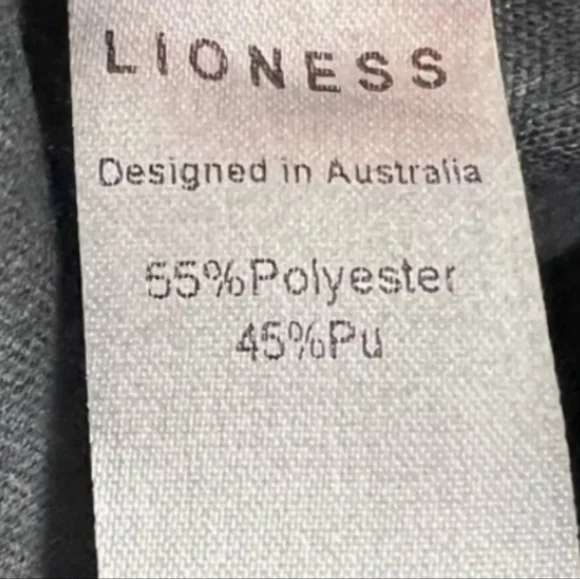 LIONESS
Designed in Australia
55%Polyester
45%Pu